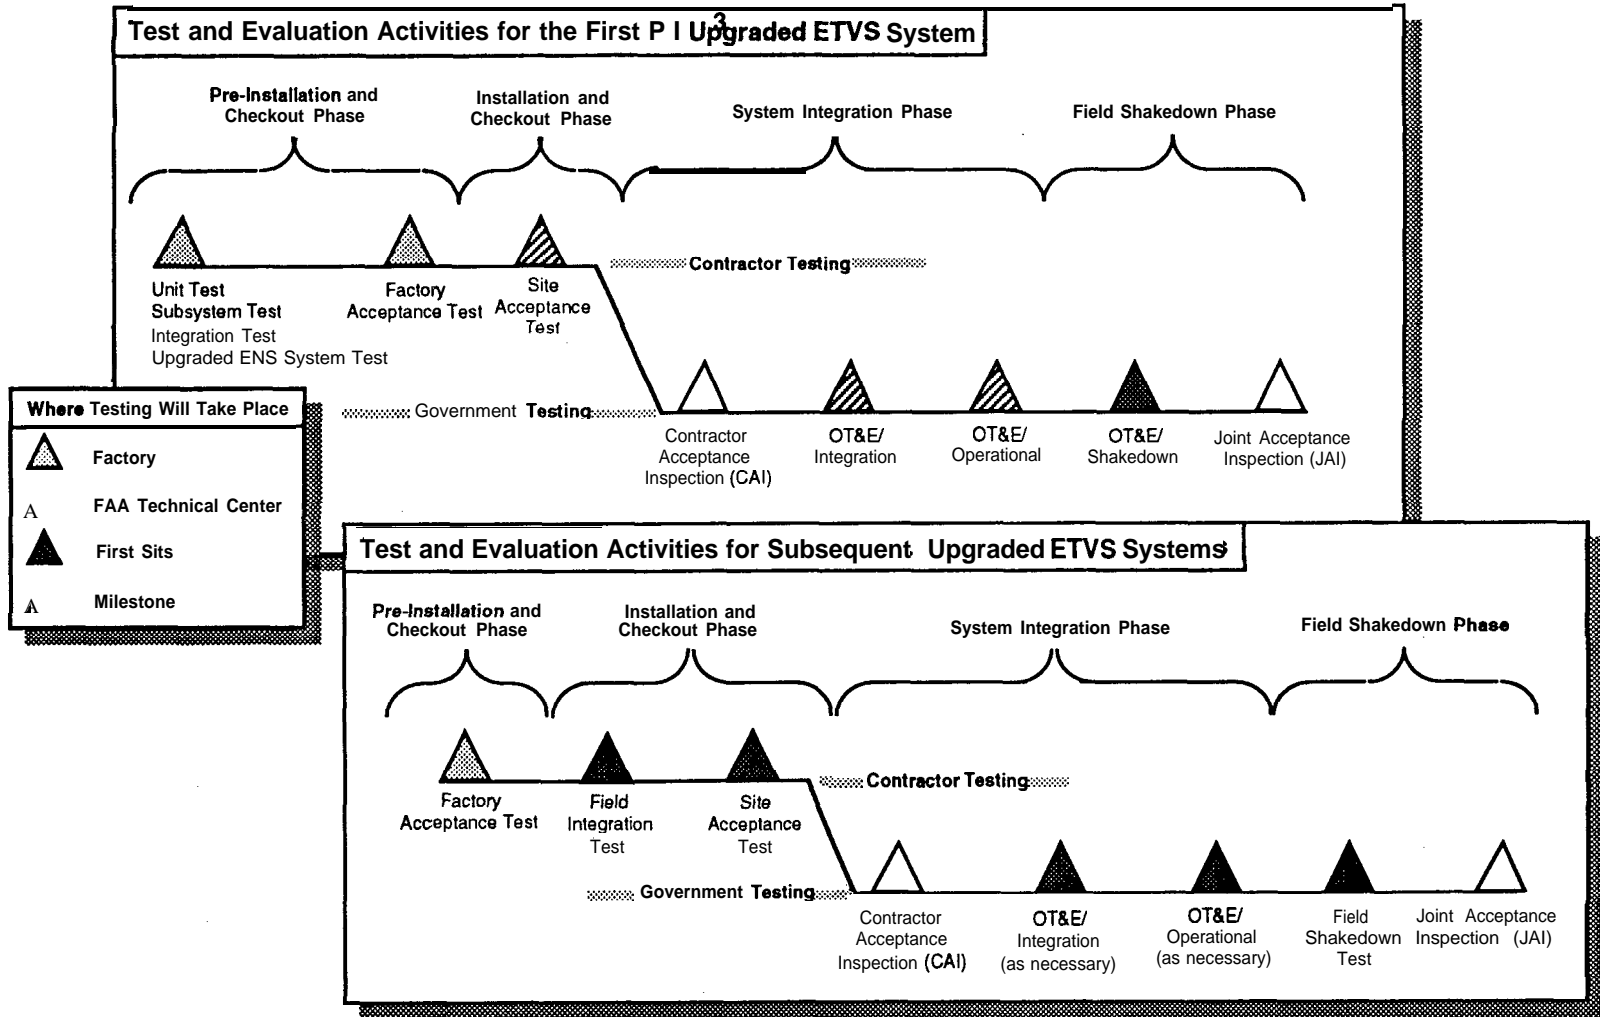 Test and Evaluation Activities for the First P I 3 Upgraded ETVS System
Pre-Installation and
Checkout Phase
Installation and
Checkout Phase
System Integration Phase
Field Shakedown Phase
Contractor Testing
Unit Test
Subsystem Test
Integration Test
Upgraded ENS System Test
Factory
Acceptance Test
Site
Acceptance
Test
Government Testing
Contractor
Acceptance
Inspection (CAI)
OT&E/
Integration
OT&E/
Operational
OT&E/
Shakedown
Joint Acceptance
Inspection (JAI)
Where Testing Will Take Place
Factory
A FAA Technical Center
First Sits
A Milestone
Test and Evaluation Activities for Subsequent Upgraded ETVS Systems
Pre-Installation and
Checkout Phase
Installation and
Checkout Phase
System Integration Phase
Field Shakedown Phase
Contractor Testing
Factory
Acceptance Test
Field
Integration
Test
Site
Acceptance
Test
Government Testing
Contractor
Acceptance
Inspection (CAI)
OT&E/
Integration
(as necessary)
OT&E/
Operational
(as necessary)
Field
Shakedown
Test
Joint Acceptance
Inspection (JAI)